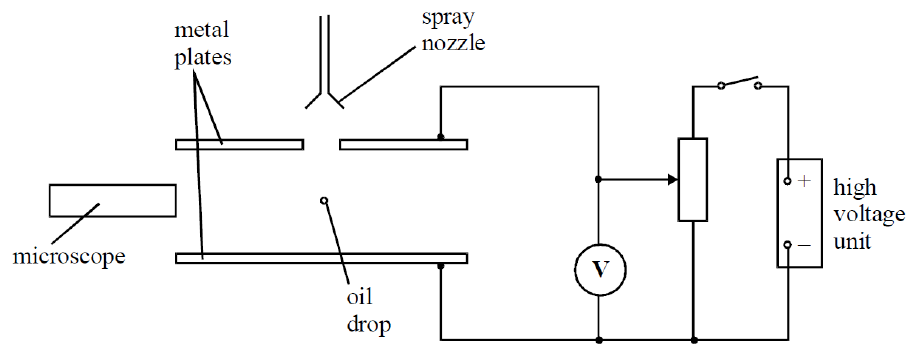 metal
plates
spray
nozzle
microscope
oil
drop
V
+
–
high
voltage
unit